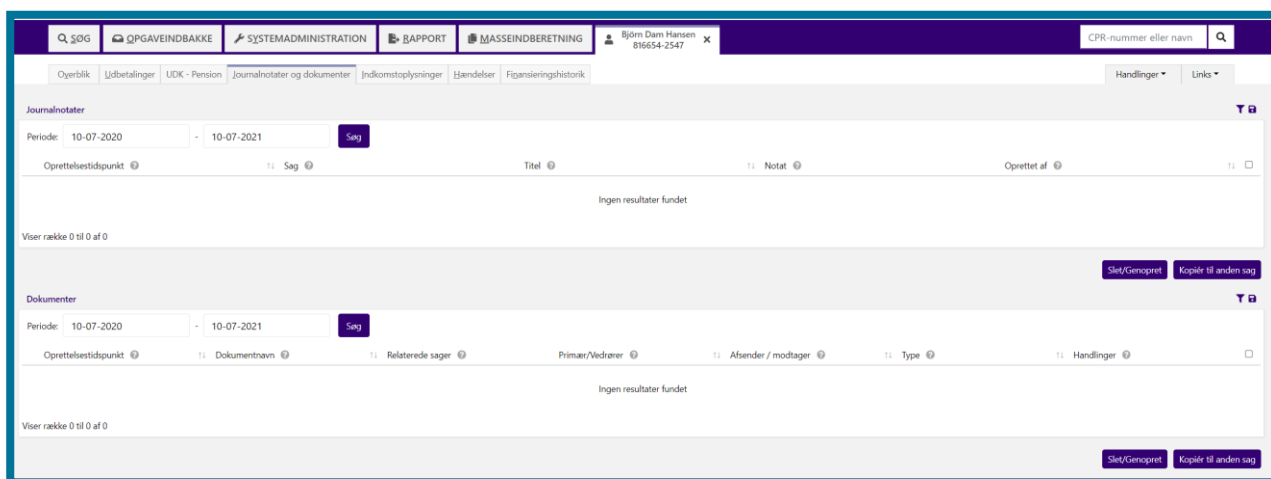 SØG OPGAVEINDBAKKE SYSTEMADMINISTRATION RAPPORT MASSEINDBERETNING Björn Dam Hansen CPR-nummer eller navn
816654-2547
Overblik Udbetalinger UDK - Pension Journalnotater og dokumenter Indkomstoplysninger Hændelser Finansieringshistorik Handlinger Links
Journalnotater
Periode: 10-07-2020 - 10-07-2021 Søg
Oprettelsestidspunkt Sag Titel Notat Oprettet af
Ingen resultater fundet
Viser række 0 til 0 af 0
Slet/Genopret Kopiér til anden sag
Dokumenter
Periode: 10-07-2020 - 10-07-2021 Søg
Oprettelsestidspunkt Dokumentnavn Relaterede sager Primær/Vedrører Afsender / modtager Type Handlinger
Ingen resultater fundet
Viser række 0 til 0 af 0
Slet/Genopret Kopiér til anden sag